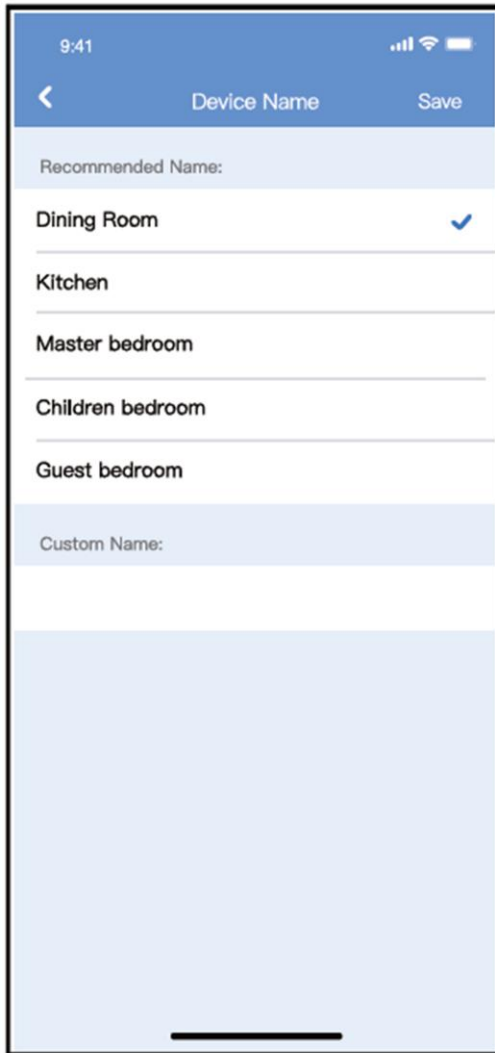 9:41
Device Name Save
Recommended Name:
Dining Room
Kitchen
Master bedroom
Children bedroom
Guest bedroom
Custom Name: